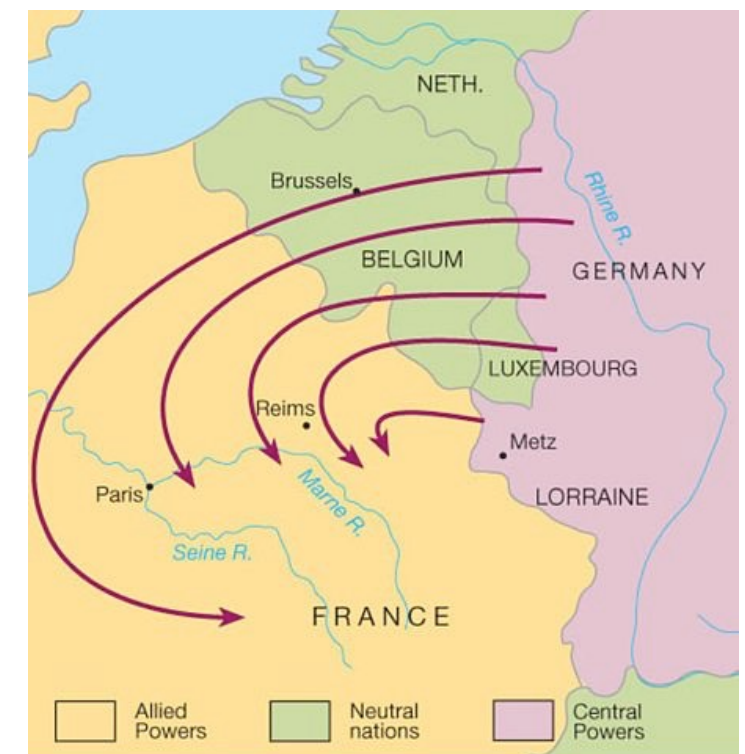 NETH.
Brussels
Rhine R.
BELGIUM
GERMANY
LUXEMBOURG
Reims
Metz
Paris
LORRAINE
Marne R.
Seine R.
FRANCE
Allied
Powers
Neutral
nations
Central
Powers